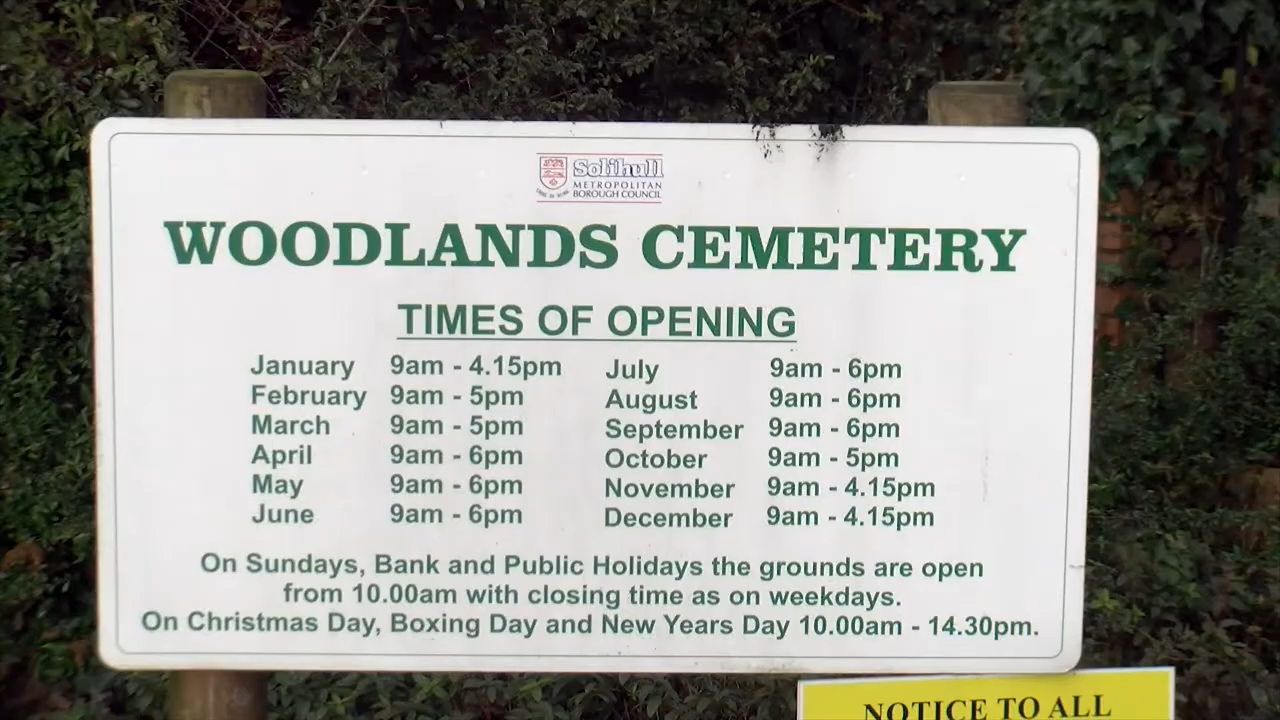 Solihull
METROPOLITAN
BOROUGH COUNCIL
WOODLANDS CEMETERY
TIMES OF OPENING
January 9am - 4.15pm July 9am - 6pm
February 9am - 5pm August 9am - 6pm
March 9am - 5pm September 9am - 6pm
April 9am - 6pm October 9am - 5pm
May 9am - 6pm November 9am - 4.15pm
June 9am - 6pm December 9am - 4.15pm
On Sundays, Bank and Public Holidays the grounds are open
from 10.00am with closing time as on weekdays.
On Christmas Day, Boxing Day and New Years Day 10.00am - 14.30pm.
NOTICE TO ALL